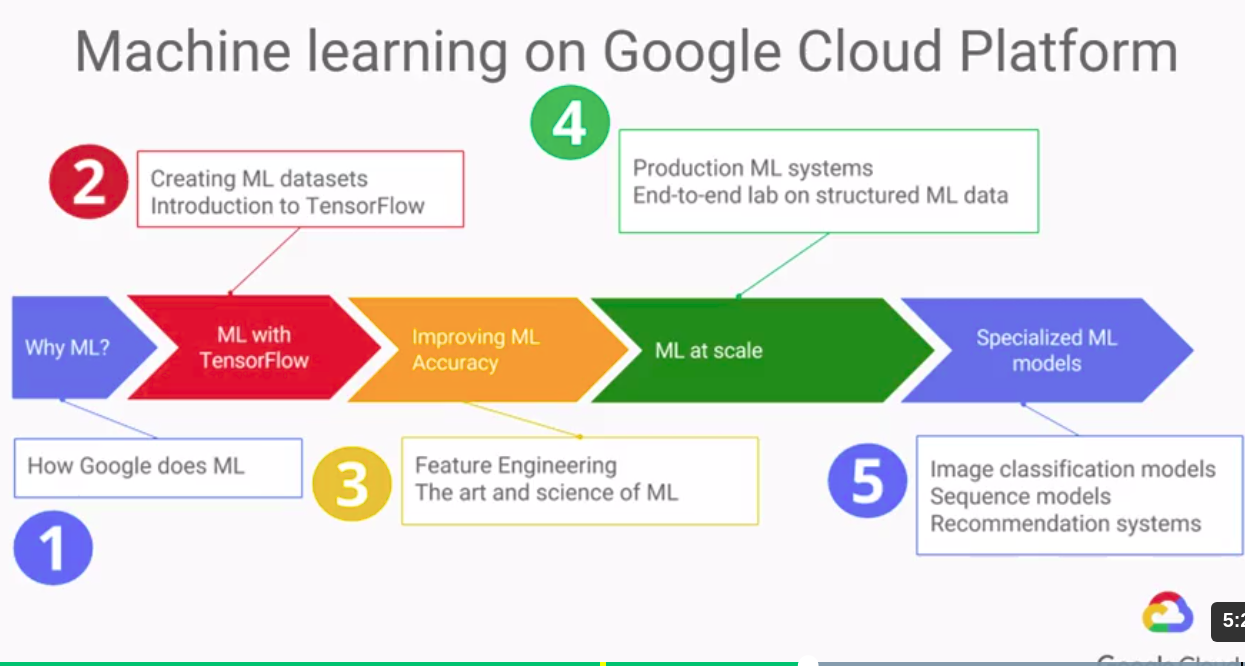 Machine learning on Google Cloud Platform
4
2
Creating ML datasets
Introduction to TensorFlow
Production ML systems
End-to-end lab on structured ML data
Why ML?
ML with
TensorFlow
Improving ML
Accuracy
ML at scale
Specialized ML
models
How Google does ML
1
3
Feature Engineering
The art and science of ML
5
Image classification models
Sequence models
Recommendation systems
5:2